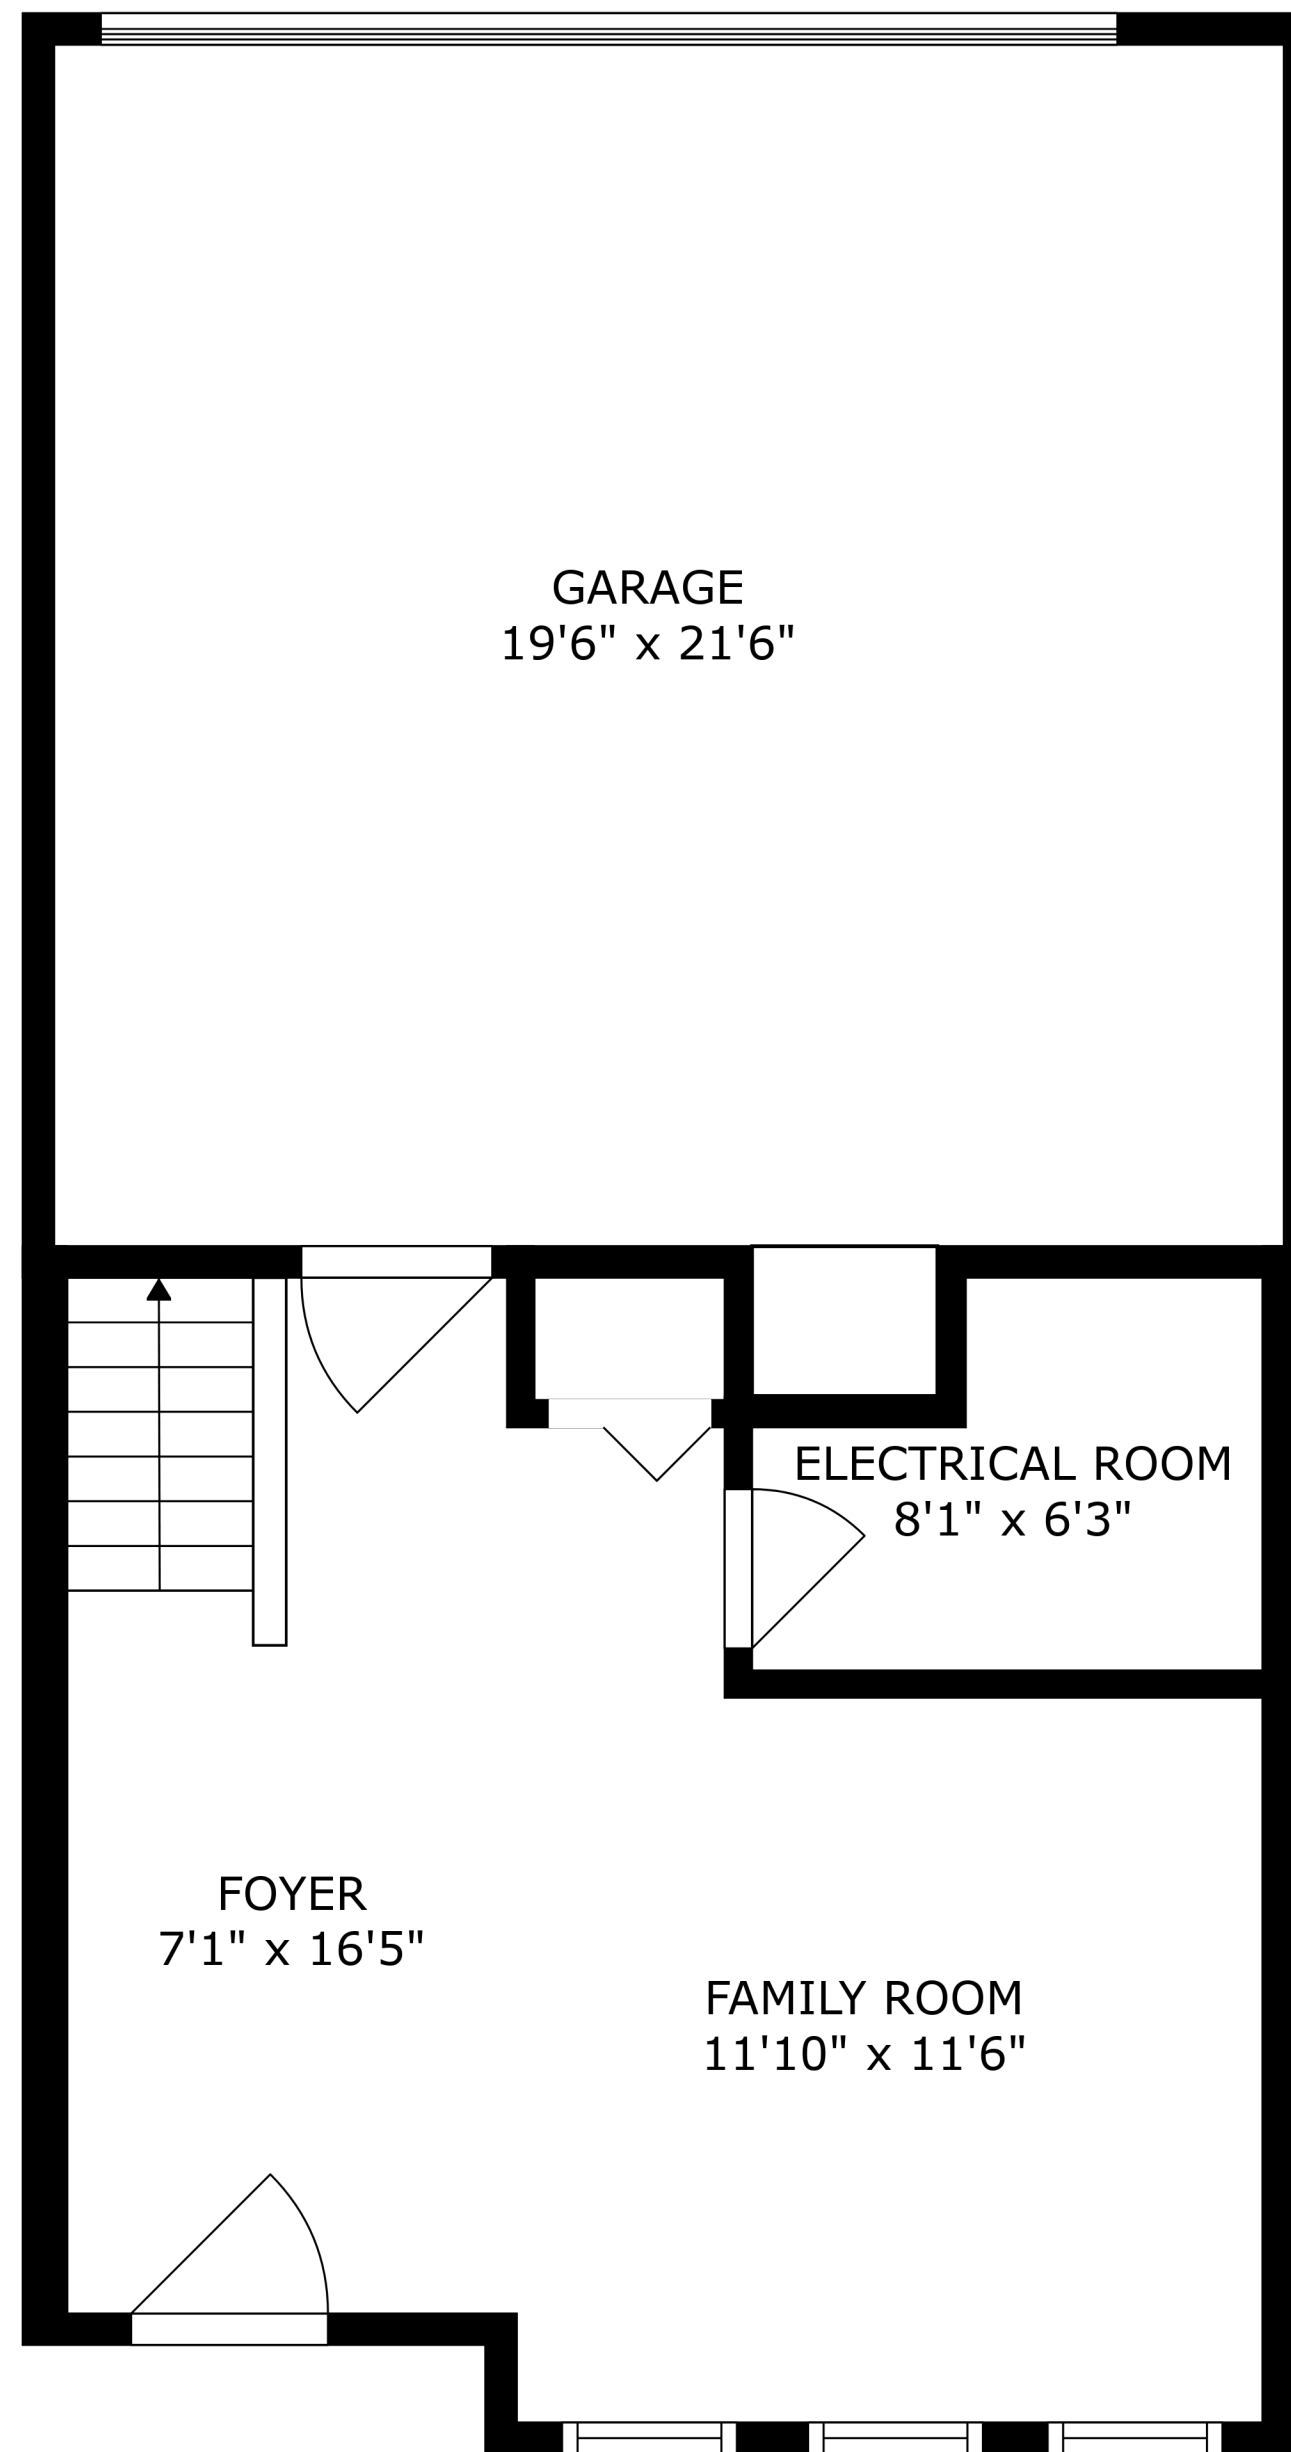 GARAGE
19'6" x 21'6"
ELECTRICAL ROOM
8'1" x 6'3"
FOYER
7'1" x 16'5"
FAMILY ROOM
11'10" x 11'6"